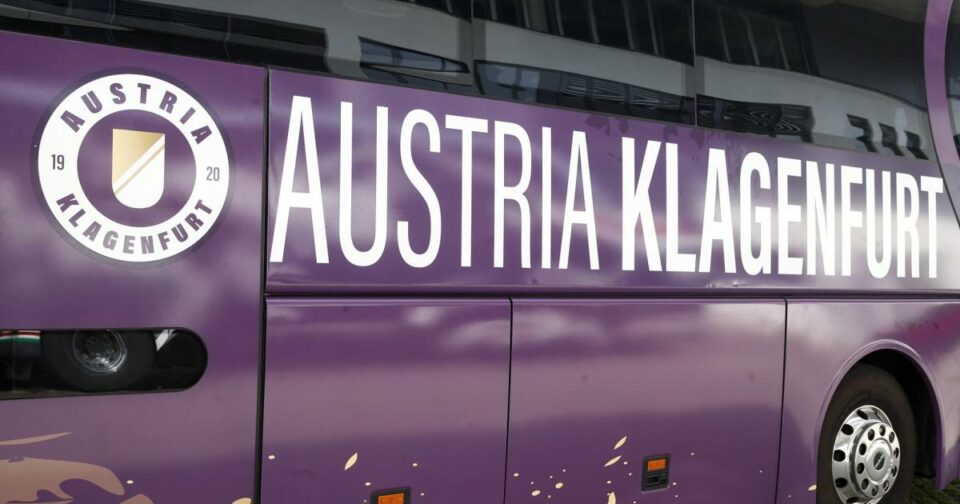 AUSTRIA
19 20
KLAGENFURT
AUSTRIA KLAGENFURT